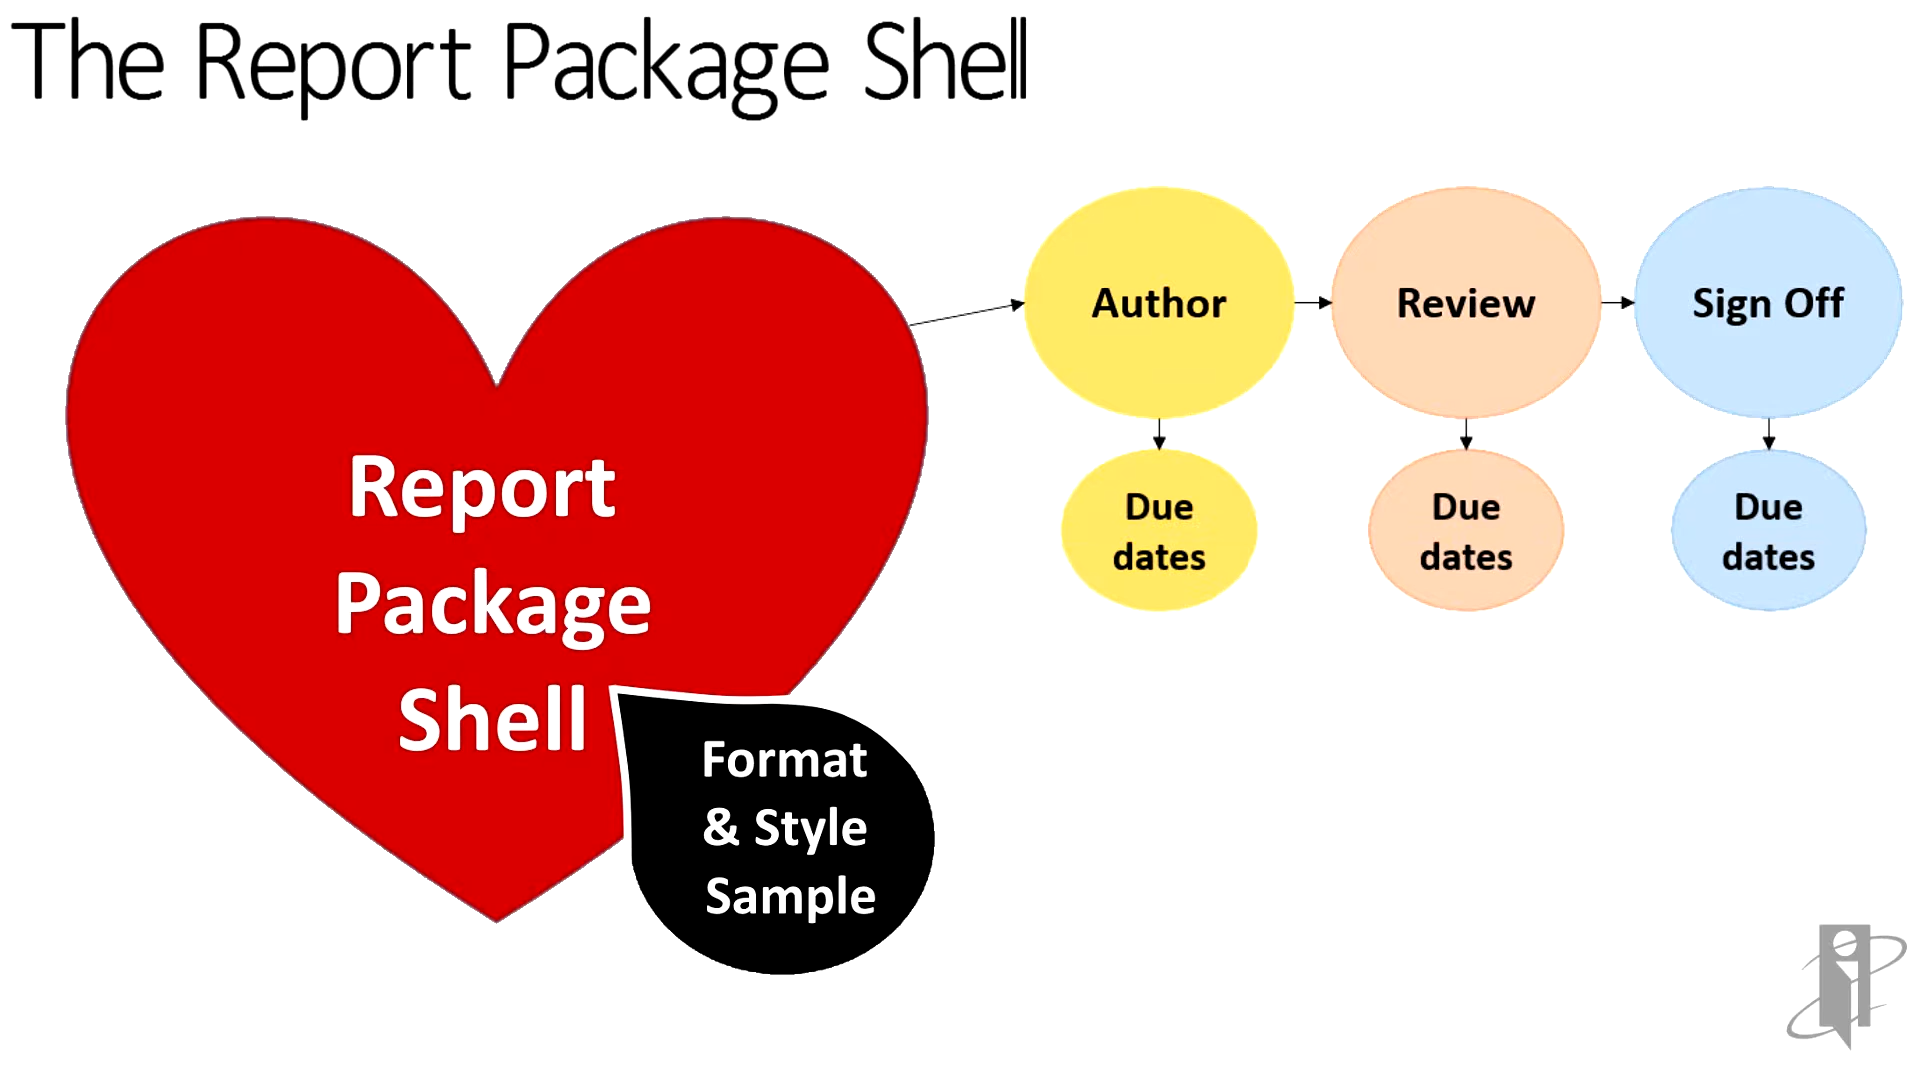 The Report Package Shell
Report
Package
Shell
Format
& Style
Sample
Author
Review
Sign Off
Due
dates
Due
dates
Due
dates